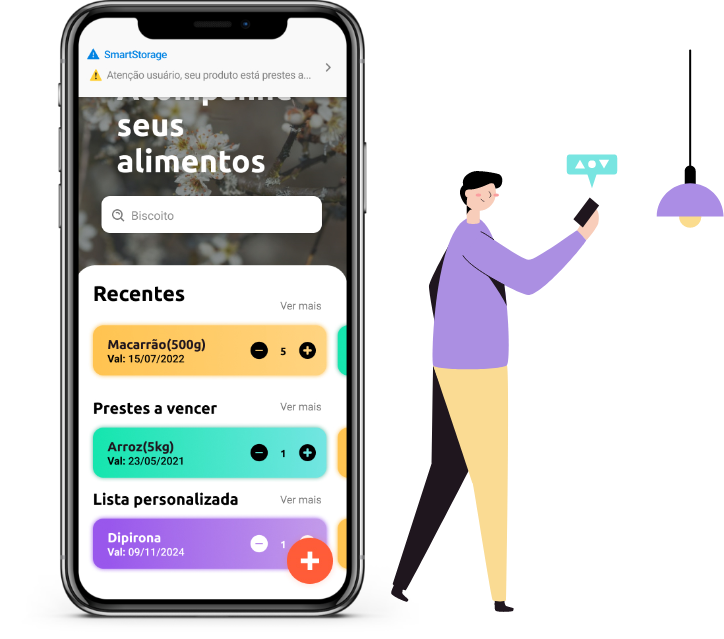 SmartStorage
Atenção usuário, seu produto está prestes a...
seus
alimentos
Biscoito
Recentes
Ver mais
Macarrão(500g)
Val: 15/07/2022
5
Prestes a vencer
Ver mais
Arroz(5kg)
Val: 23/05/2021
1
Lista personalizada
Ver mais
Dipirona
Val: 09/11/2024
1